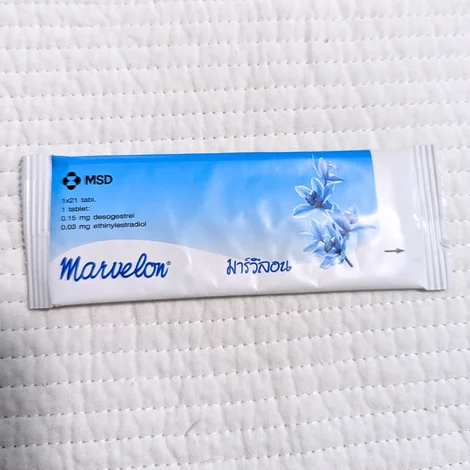 MSD
1x21 tabl.
1 tablet:
0.15 mg desogestrel
0.03 mg ethinylestradiol
Marvelon®
มาร์วีลอน